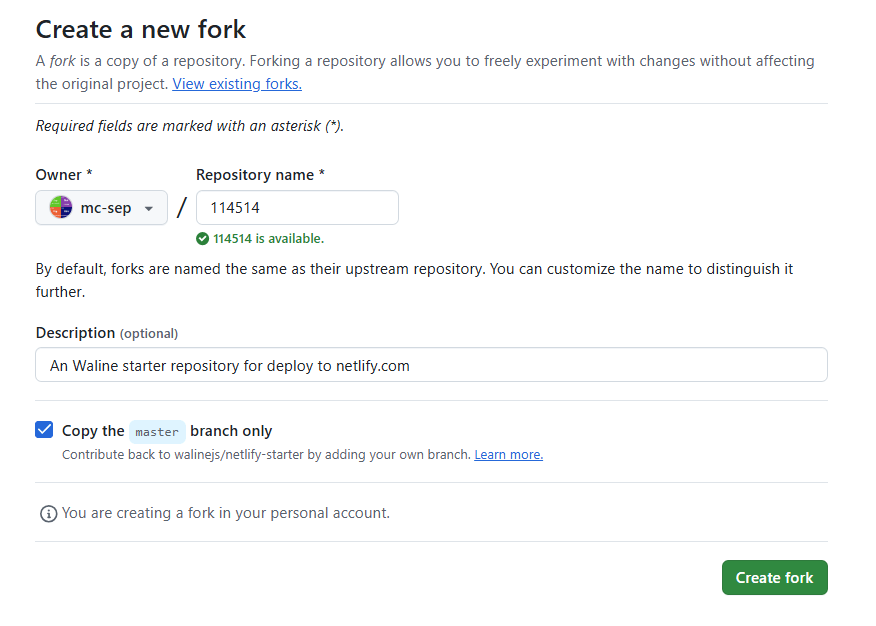 Create a new fork
A fork is a copy of a repository. Forking a repository allows you to freely experiment with changes without affecting
the original project. View existing forks.
Required fields are marked with an asterisk (*).
Owner *
Repository name *
mc-sep
/
114514
114514 is available.
By default, forks are named the same as their upstream repository. You can customize the name to distinguish it
further.
Description (optional)
An Waline starter repository for deploy to netlify.com
Copy the master branch only
Contribute back to walinejs/netlify-starter by adding your own branch. Learn more.
You are creating a fork in your personal account.
Create fork